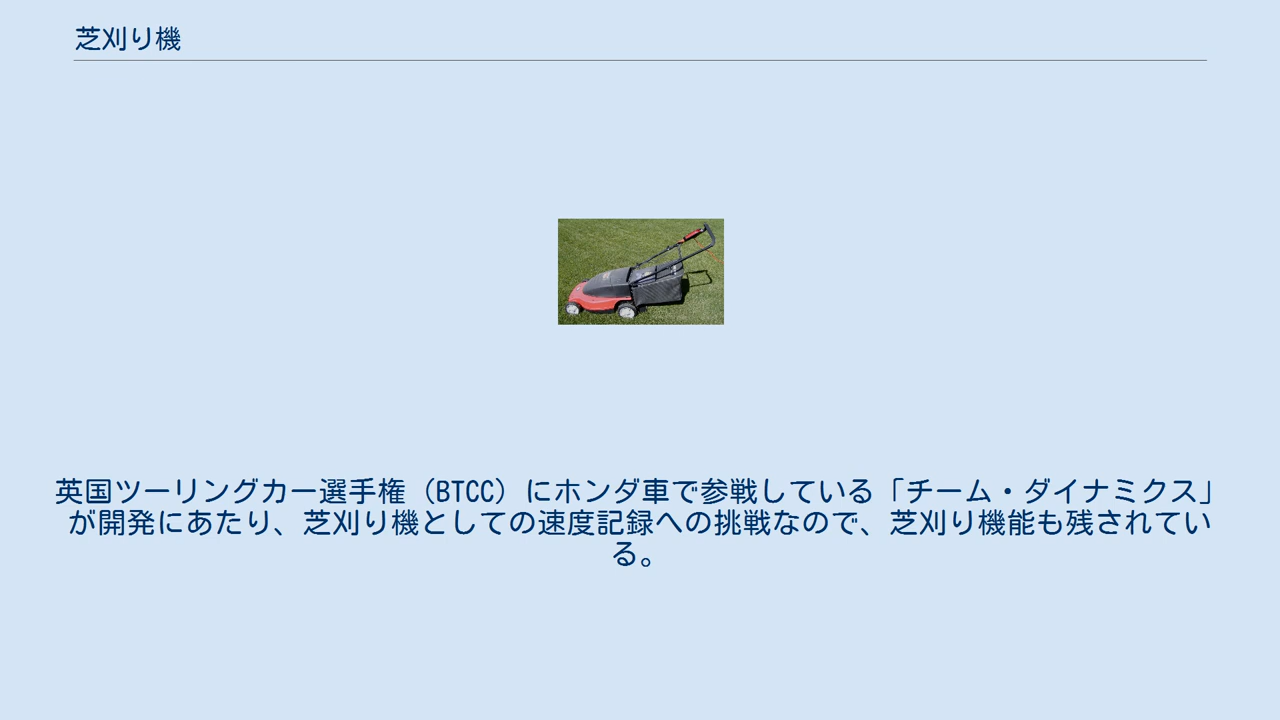 芝刈り機
英国ツーリングカー選手権（BTCC）にホンダ車で参戦している「チーム・ダイナミクス」
が開発にあたり、芝刈り機としての速度記録への挑戦なので、芝刈り機能も残されてい
る。